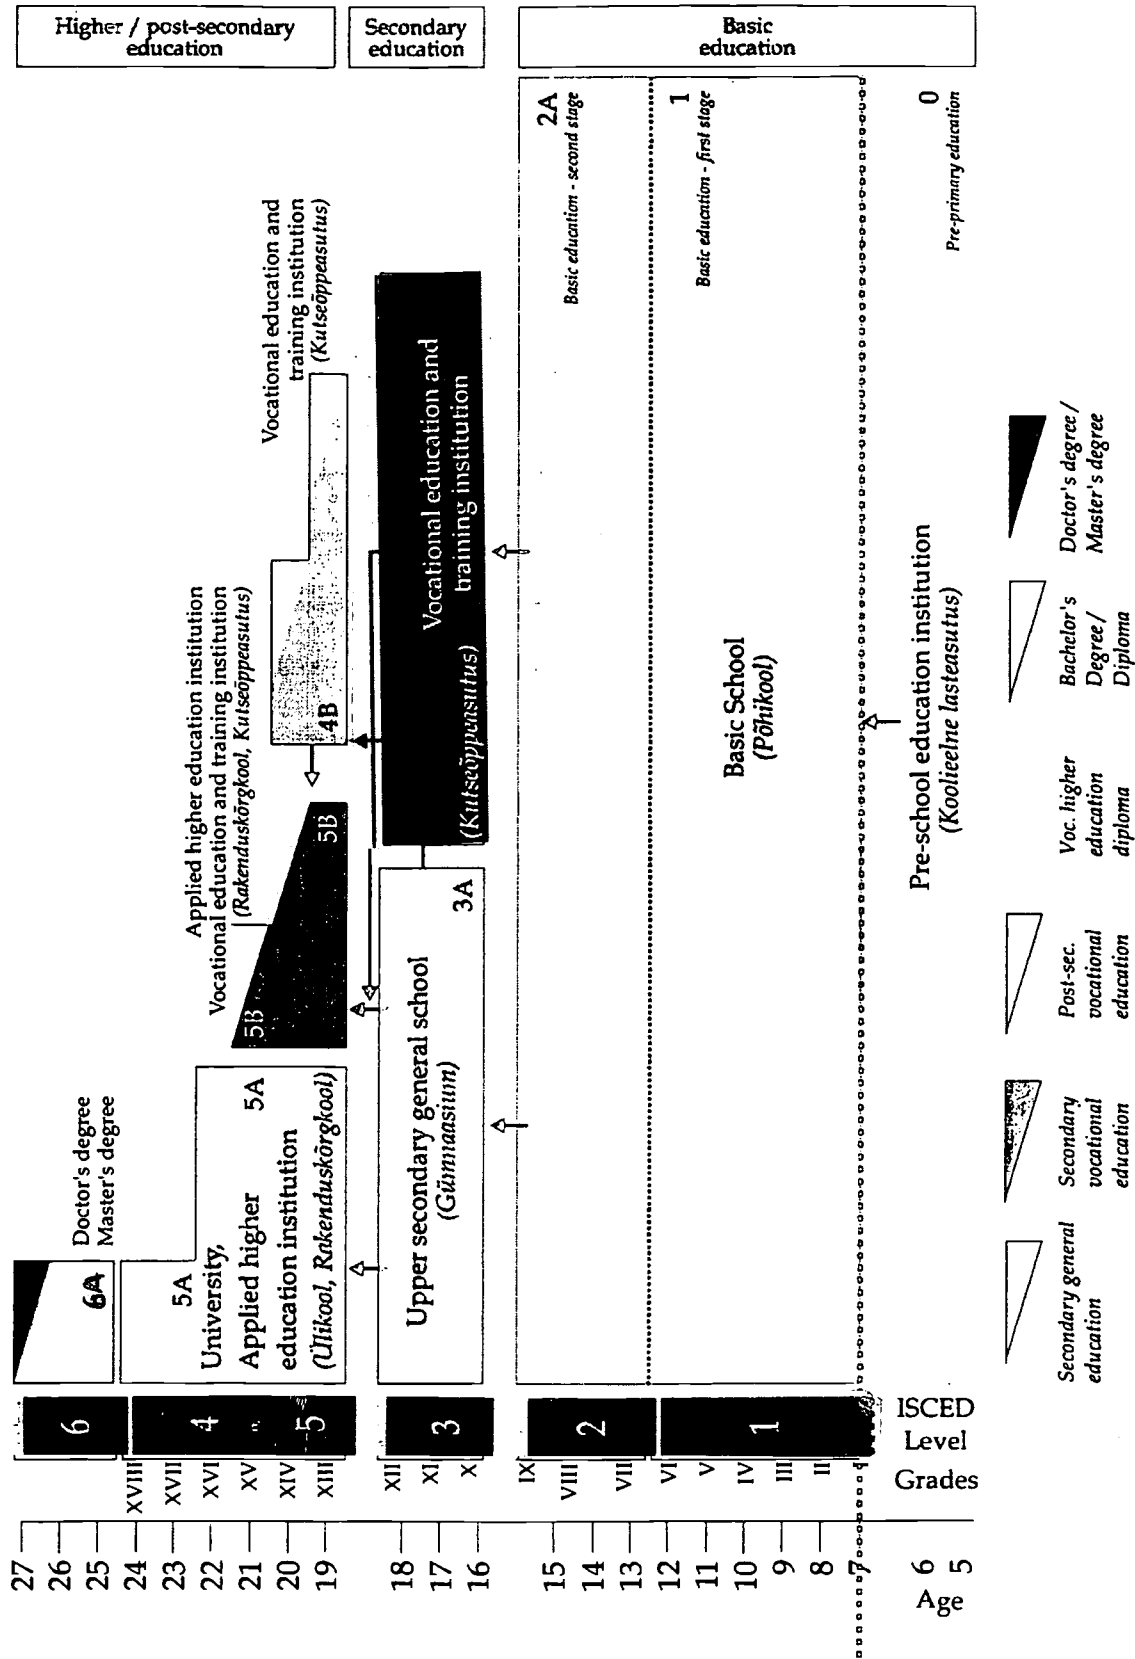 Higher / post-secondary
education
Secondary
education
Basic
education
2A
Basic education - second stage
1
Basic education - first stage
0
Pre-primary education
Vocational education and
training institution
(Kutseõppeasutus)
Vocational education and
training institution
(Kutseõppensutus)
Applied higher education institution
Vocational education and training institution
(Rakenduskõrgkool, Kutseõppeasutus)
4B
5B
5B
Basic School
(Põhikool)
Pre-school education institution
(Koolieelne lasteasutus)
3A
Upper secondary general school
(Gümnaasium)
Doctor's degree
Master's degree
6A
5A
5A
University,
Applied higher
education institution
(Ülikool, Rakenduskõrgkool)
6
4
5
3
2
1
ISCED
Level
XVIII
XVII
XVI
XV
XIV
XIII
XII
XI
X
IX
VIII
VII
VI
V
IV
III
II
Grades
27
26
25
24
23
22
21
20
19
18
17
16
15
14
13
12
11
10
9
8
7
6
5
Age
Secondary general
education
Secondary
vocational
education
Post-sec.
vocational
education
Voc. higher
education
diploma
Bachelor's
Degree/
Diploma
Doctor's degree/
Master's degree